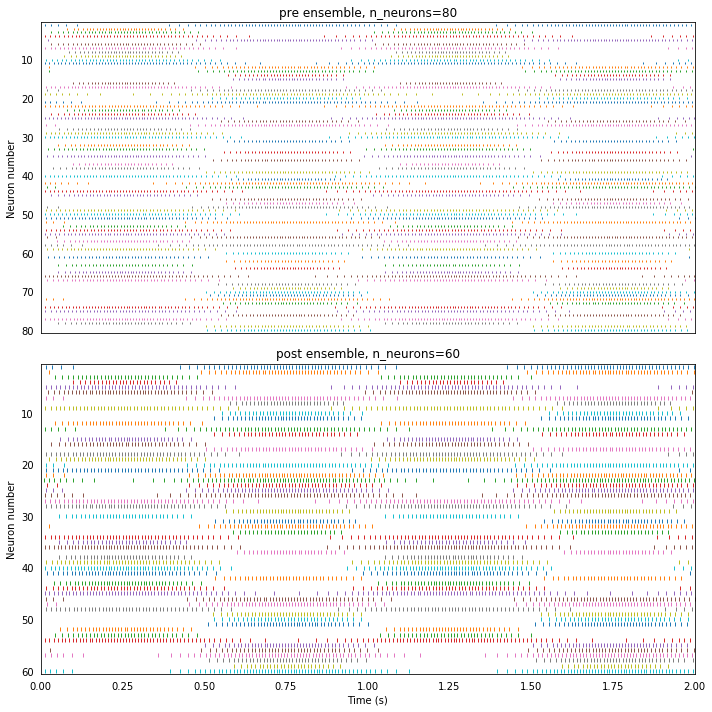 pre ensemble, n_neurons=80
10
20
30
40
50
60
70
80
Neuron number
post ensemble, n_neurons=60
10
20
30
40
50
60
Neuron number
0.00 0.25 0.50 0.75 1.00 1.25 1.50 1.75 2.00
Time (s)